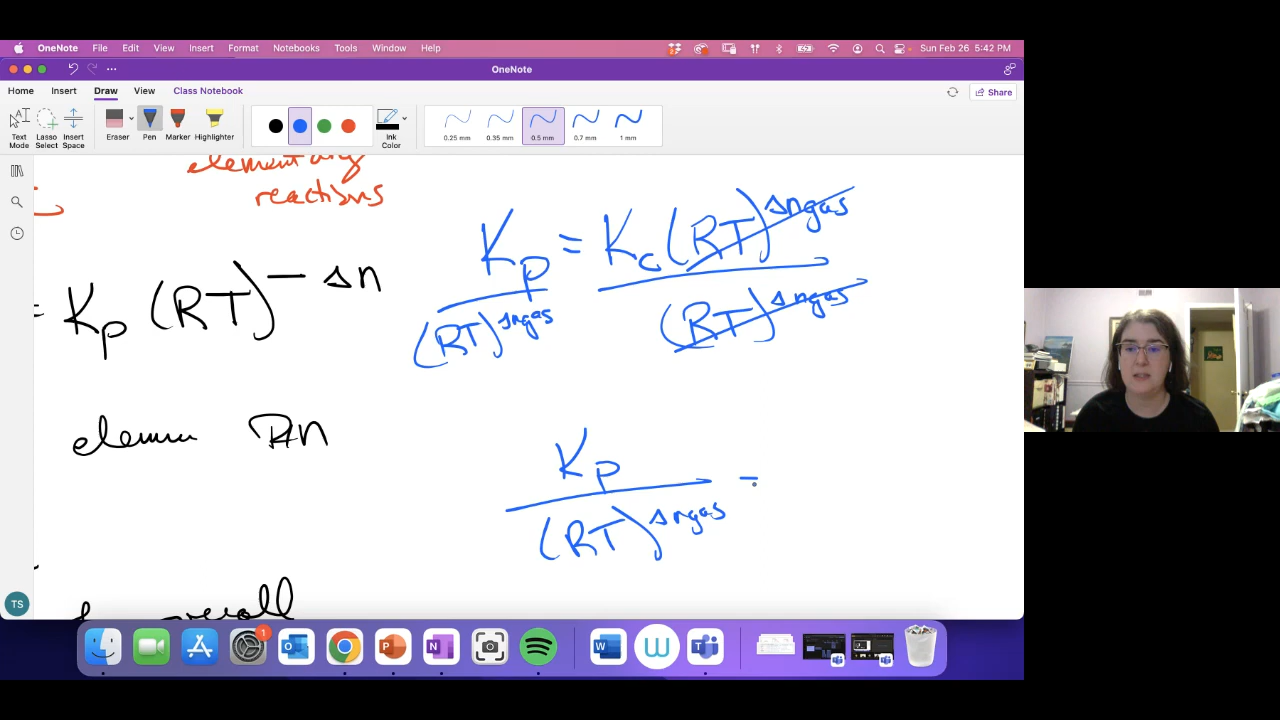 OneNote File Edit View Insert Format Notebooks Tools Window Help
Sun Feb 26 5:42 PM
OneNote
Home Insert Draw View Class Notebook
Share
Text Mode
Lasso Select
Insert Space
Eraser
Pen
Marker
Highlighter
Ink Color
0.25 mm
0.35 mm
0.5 mm
0.7 mm
1 mm
elementary
reactions
Kp = Kc (RT)^Δngas
(RT)^Δngas (RT)^Δngas
= Kp (RT)^-Δn
Kp
(RT)^Δngas
overall
TS
1